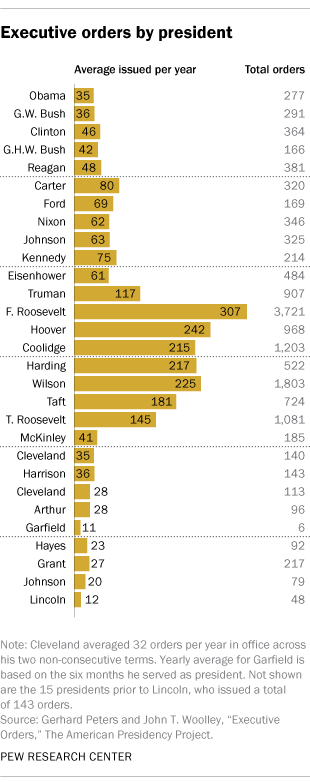 Executive orders by president
Average issued per year Total orders
Obama 35 277
G.W. Bush 36 291
Clinton 46 364
G.H.W. Bush 42 166
Reagan 48 381
Carter 80 320
Ford 69 169
Nixon 62 346
Johnson 63 325
Kennedy 75 214
Eisenhower 61 484
Truman 117 907
F. Roosevelt 307 3,721
Hoover 242 968
Coolidge 215 1,203
Harding 217 522
Wilson 225 1,803
Taft 181 724
T. Roosevelt 145 1,081
McKinley 41 185
Cleveland 35 140
Harrison 36 143
Cleveland 28 113
Arthur 28 96
Garfield 11 6
Hayes 23 92
Grant 27 217
Johnson 20 79
Lincoln 12 48
Note: Cleveland averaged 32 orders per year in office across
his two non-consecutive terms. Yearly average for Garfield is
based on the six months he served as president. Not shown
are the 15 presidents prior to Lincoln, who issued a total
of 143 orders.
Source: Gerhard Peters and John T. Woolley, “Executive
Orders,” The American Presidency Project.
PEW RESEARCH CENTER